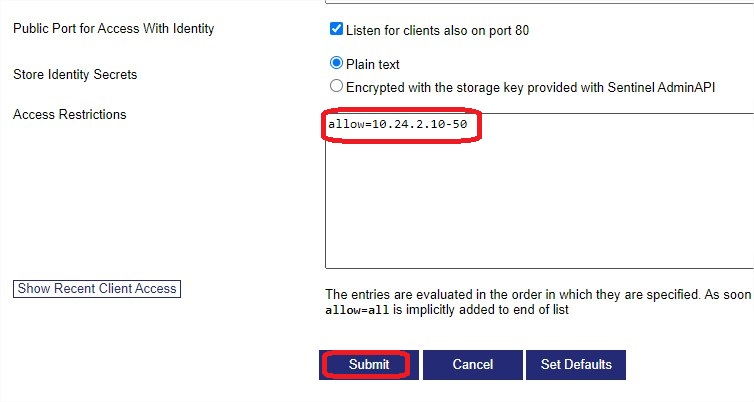 Public Port for Access With Identity
Listen for clients also on port 80
Store Identity Secrets
Plain text
Encrypted with the storage key provided with Sentinel AdminAPI
Access Restrictions
allow=10.24.2.10-50
Show Recent Client Access
The entries are evaluated in the order in which they are specified. As soon
allow=all is implicitly added to end of list
Submit
Cancel
Set Defaults